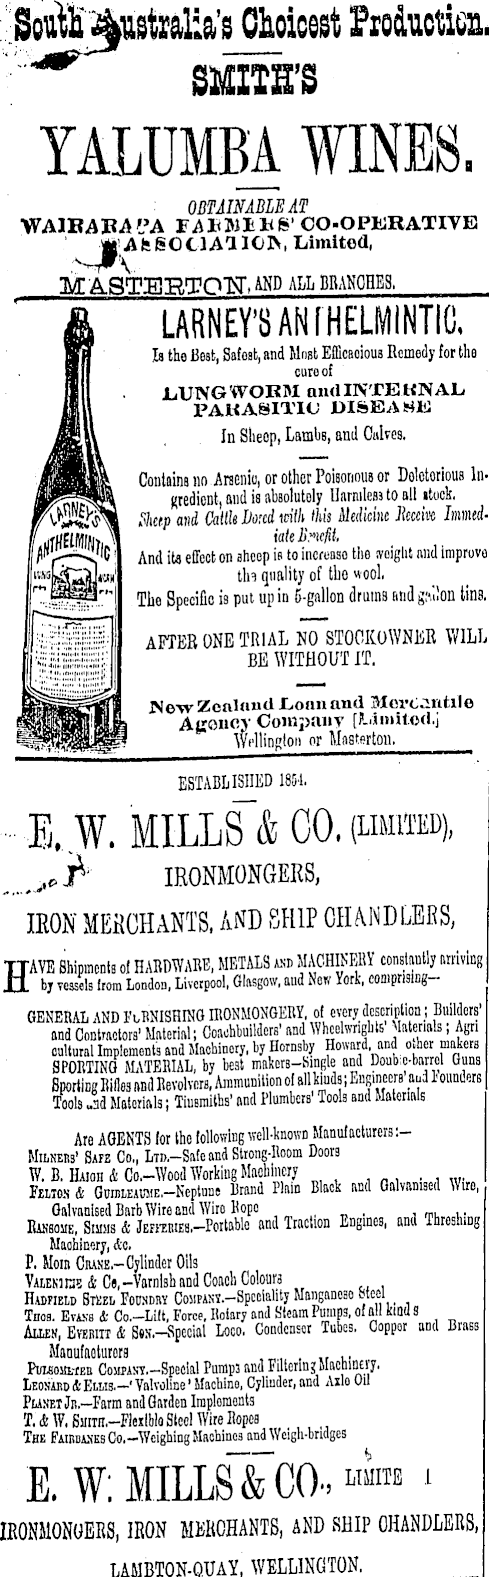 South Australia's Choicest Production.
SMITH'S
YALUMBA WINES.
OBTAINABLE AT
WAIRARAPA FARMERS' CO-OPERATIVE
ASSOCIATION, Limited,
MASTERTON, AND ALL BRANCHES.
LARNEY'S ANTHELMINTIC.
Is the Best, Safest, and Most Efficacious Remedy for the
cure of
LUNGWORM and INTERNAL
PARASITIC DISEASE
In Sheep, Lambs, and Calves.
Contains no Arsenic, or other Poisonous or Deletorious In-
gredient, and is absolutely Harmless to all stock.
Sheep and Cattle Dozed with this Medicine Receive Immed-
iate Benefit,
And its effect on sheep is to increase the weight and improve
the quality of the wool.
The Specific is put up in 5-gallon drums and gallon tins.
AFTER ONE TRIAL NO STOCKOWNER WILL
BE WITHOUT IT.
New Zealand Loan and Mercantile
Agency Company [Limited.]
Wellington or Masterton.
LARNEY'S
ANTHELMINTIC
LUNG WORM
ESTABLISHED 1854.
E. W. MILLS & CO. (LIMITED),
IRONMONGERS,
IRON MERCHANTS, AND SHIP CHANDLERS,
HAVE Shipments of HARDWARE, METALS AND MACHINERY constantly arriving
by vessels from London, Liverpool, Glasgow, and New York, comprising—
GENERAL AND FURNISHING IRONMONGERY, of every description; Builders'
and Contractors' Material; Coachbuilders' and Wheelwrights' Materials; Agri
cultural Implements and Machinery, by Hornsby Howard, and other makers
SPORTING MATERIAL, by best makers—Single and Double-barrel Guns
Sporting Rifles and Revolvers, Ammunition of all kinds; Engineers' and Founders
Tools and Materials; Tinsmiths' and Plumbers' Tools and Materials
Are AGENTS for the following well-known Manufacturers:—
MILNERS' SAFE CO., LTD.—Safe and Strong-Room Doors
W. B. HAIGH & CO.—Wood Working Machinery
FELTON & GUIDLEAUME.—Neptune Brand Plain Black and Galvanised Wire,
Galvanised Barb Wire and Wire Rope
RANSOME, SIMMS & JEFFERIES.—Portable and Traction Engines, and Threshing
Machinery, &c.
P. MOIR CRANE.—Cylinder Oils
VALENTINE & Co,—Varnish and Coach Colours
HADFIELD STEEL FOUNDRY COMPANY.—Speciality Manganese Steel
THOS. EVANS & Co.—Lift, Force, Rotary and Steam Pumps, of all kinds
ALLEN, EVERITT & SON.—Special Loco. Condenser Tubes. Copper and Brass
Manufacturers
PULSOMETER COMPANY.—Special Pumps and Filtering Machinery.
LEONARD & ELLIS.—'Valvoline' Machine, Cylinder, and Axle Oil
PLANET JR.—Farm and Garden Implements
T. & W. SMITH.—Flexible Steel Wire Ropes
THE FAIRBANKS Co.—Weighing Machines and Weigh-bridges
E. W. MILLS & CO., LIMITE
IRONMONGERS, IRON MERCHANTS, AND SHIP CHANDLERS,
LAMBTON-QUAY, WELLINGTON.